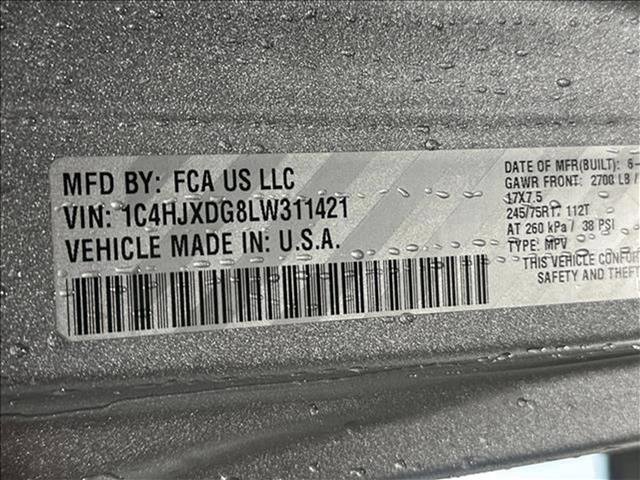 MFD BY: FCA US LLC
VIN: 1C4HJXDG8LW311421
VEHICLE MADE IN: U.S.A.
DATE OF MFR(BUILT): 6-
GAWR FRONT: 2700 LB /
17X7.5
245/75R17 112T
AT 260 kPa / 38 PSI
TYPE: MPV
THIS VEHICLE CONF
SAFETY AND THEFT